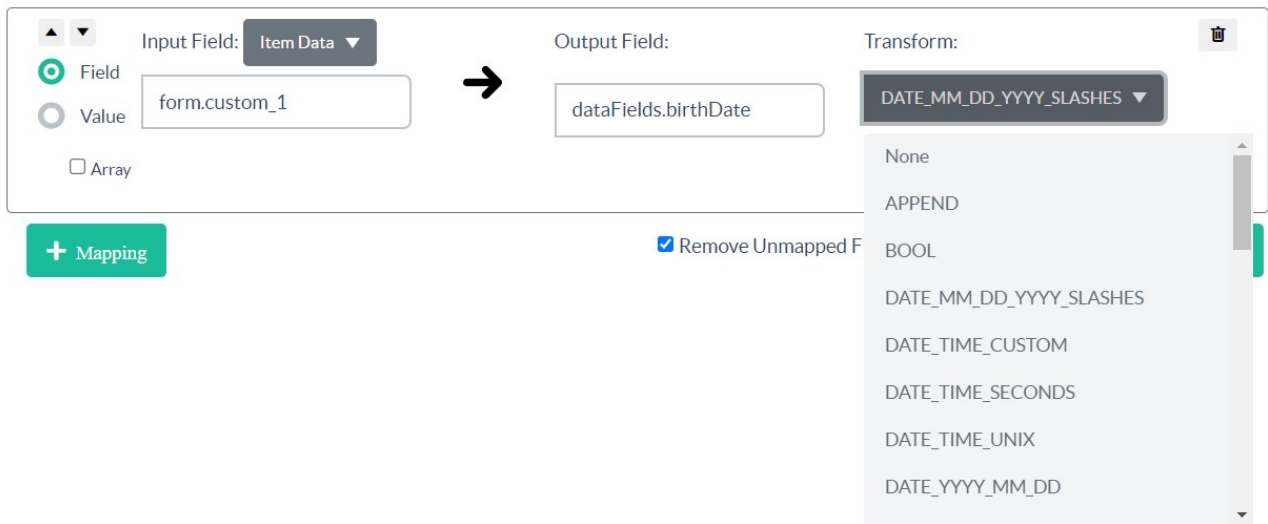 Input Field: Item Data ▼
Output Field:
Transform:
Field
Value
form.custom_1
dataFields.birthDate
DATE_MM_DD_YYYY_SLASHES ▼
Array
None
APPEND
BOOL
DATE_MM_DD_YYYY_SLASHES
DATE_TIME_CUSTOM
DATE_TIME_SECONDS
DATE_TIME_UNIX
DATE_YYYY_MM_DD
+ Mapping
Remove Unmapped F